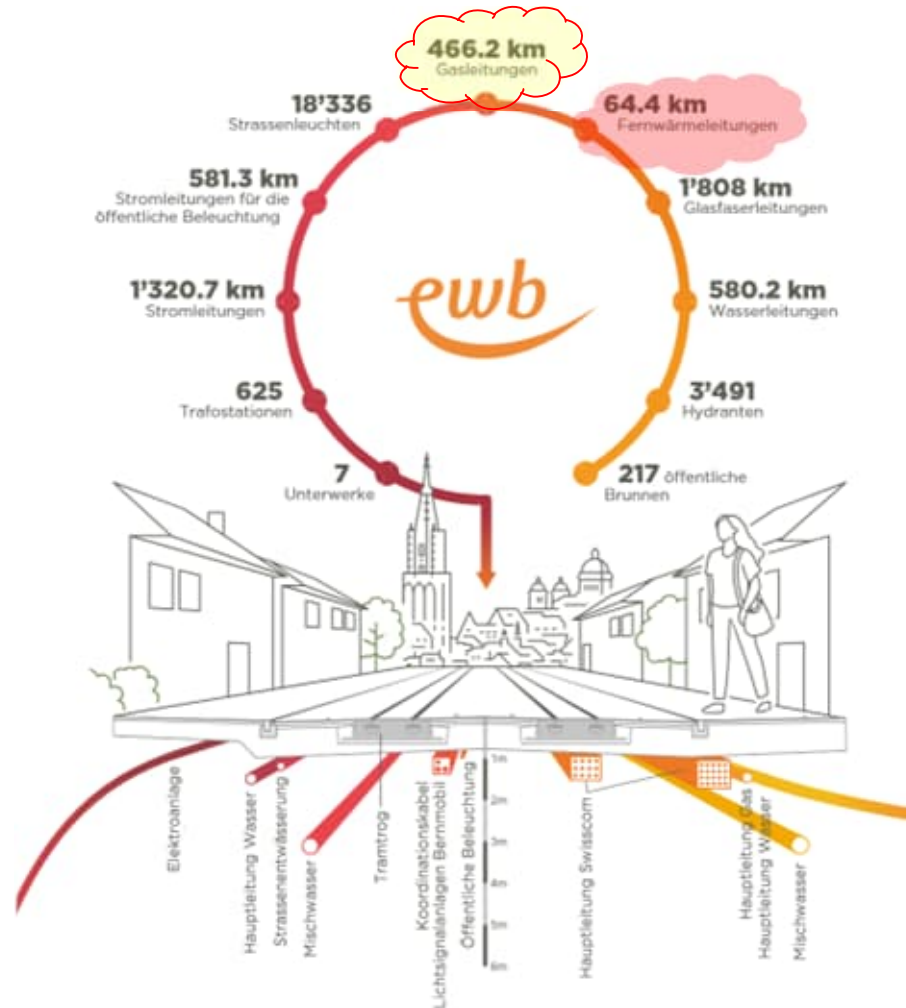 466.2 km
Gasleitungen
18'336
Strassenleuchten
64.4 km
Fernwärmeleitungen
581.3 km
Stromleitungen für die
öffentliche Beleuchtung
1'808 km
Glasfaserleitungen
ewb
1'320.7 km
Stromleitungen
580.2 km
Wasserleitungen
625
Trafostationen
3'491
Hydranten
7
Unterwerke
217 öffentliche
Brunnen
1m
2m
3m
4m
5m
6m
Elektroanlage
Hauptleitung Wasser
Strassenentwässerung
Mischwasser
Tramtrog
Koordinationskabel
Lichtsignalanlagen Bernmobil
Öffentliche Beleuchtung
Hauptleitung Swisscom
Hauptleitung Gas
Hauptleitung Wasser
Mischwasser